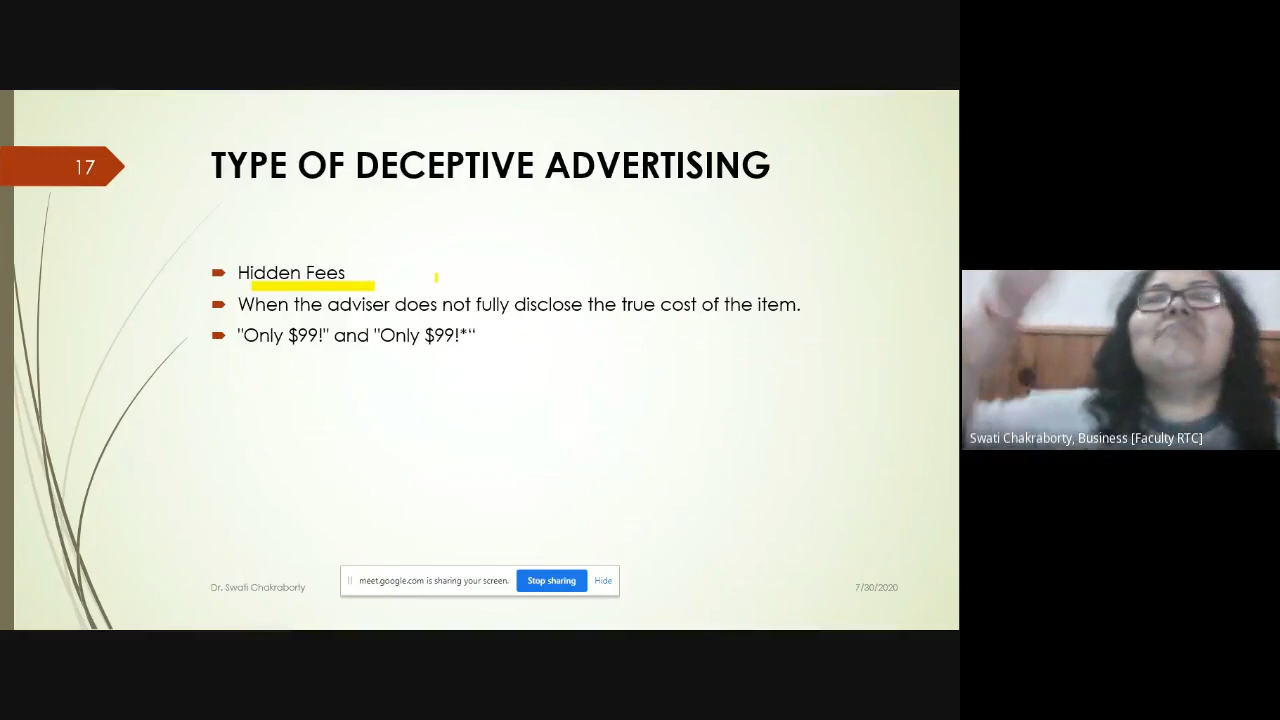 17
TYPE OF DECEPTIVE ADVERTISING
Hidden Fees
When the adviser does not fully disclose the true cost of the item.
"Only $99!" and "Only $99!*“
Dr. Swati Chakraborty
meet.google.com is sharing your screen.
Stop sharing
Hide
7/30/2020
Swati Chakraborty, Business [Faculty RTC]